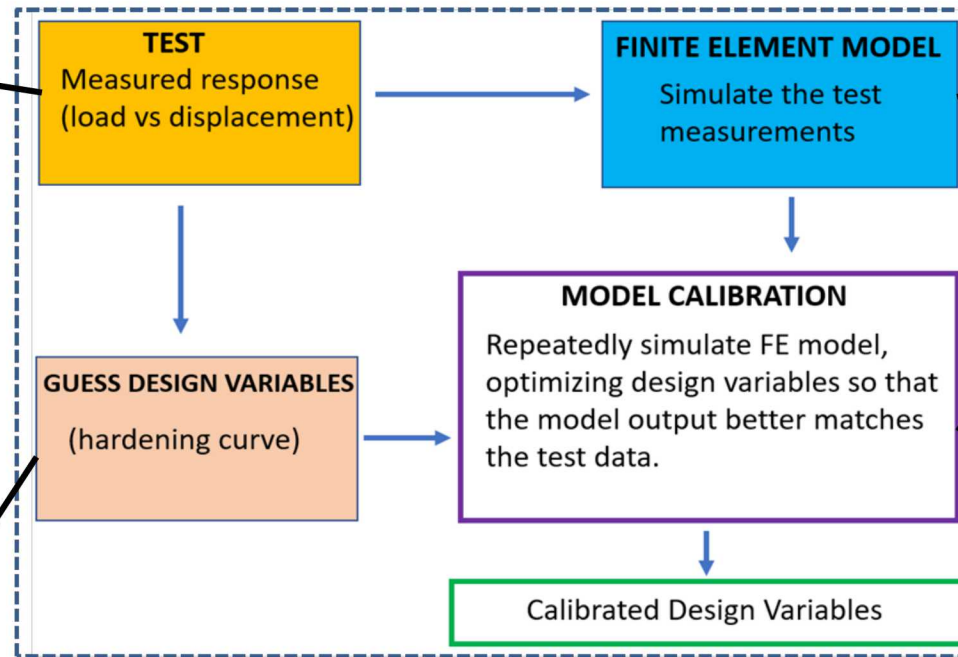 TEST
Measured response
(load vs displacement)
FINITE ELEMENT MODEL
Simulate the test
measurements
GUESS DESIGN VARIABLES
(hardening curve)
MODEL CALIBRATION
Repeatedly simulate FE model,
optimizing design variables so that
the model output better matches
the test data.
Calibrated Design Variables